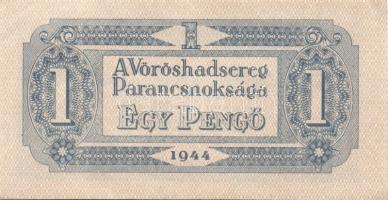 1
A Vöröshadsereg
1 Parancsnoksága 1
EGY PENGŐ
1944